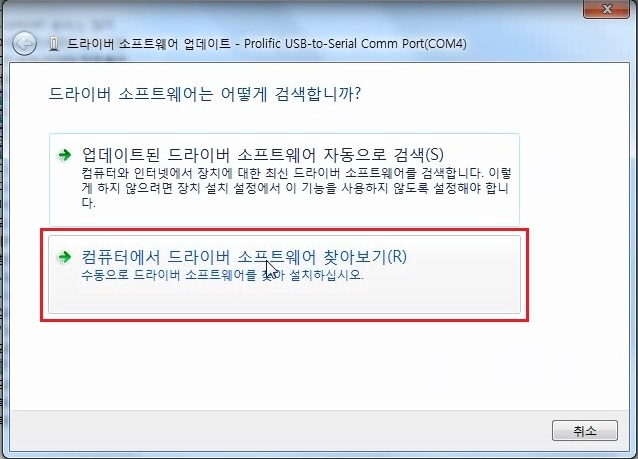 드라이버 소프트웨어 업데이트 - Prolific USB-to-Serial Comm Port(COM4)
드라이버 소프트웨어는 어떻게 검색합니까?
업데이트된 드라이버 소프트웨어 자동으로 검색(S)
컴퓨터와 인터넷에서 장치에 대한 최신 드라이버 소프트웨어를 검색합니다. 이렇
게 하지 않으려면 장치 설치 설정에서 이 기능을 사용하지 않도록 설정해야 합니
다.
컴퓨터에서 드라이버 소프트웨어 찾아보기(R)
수동으로 드라이버 소프트웨어를 찾아 설치하십시오.
취소